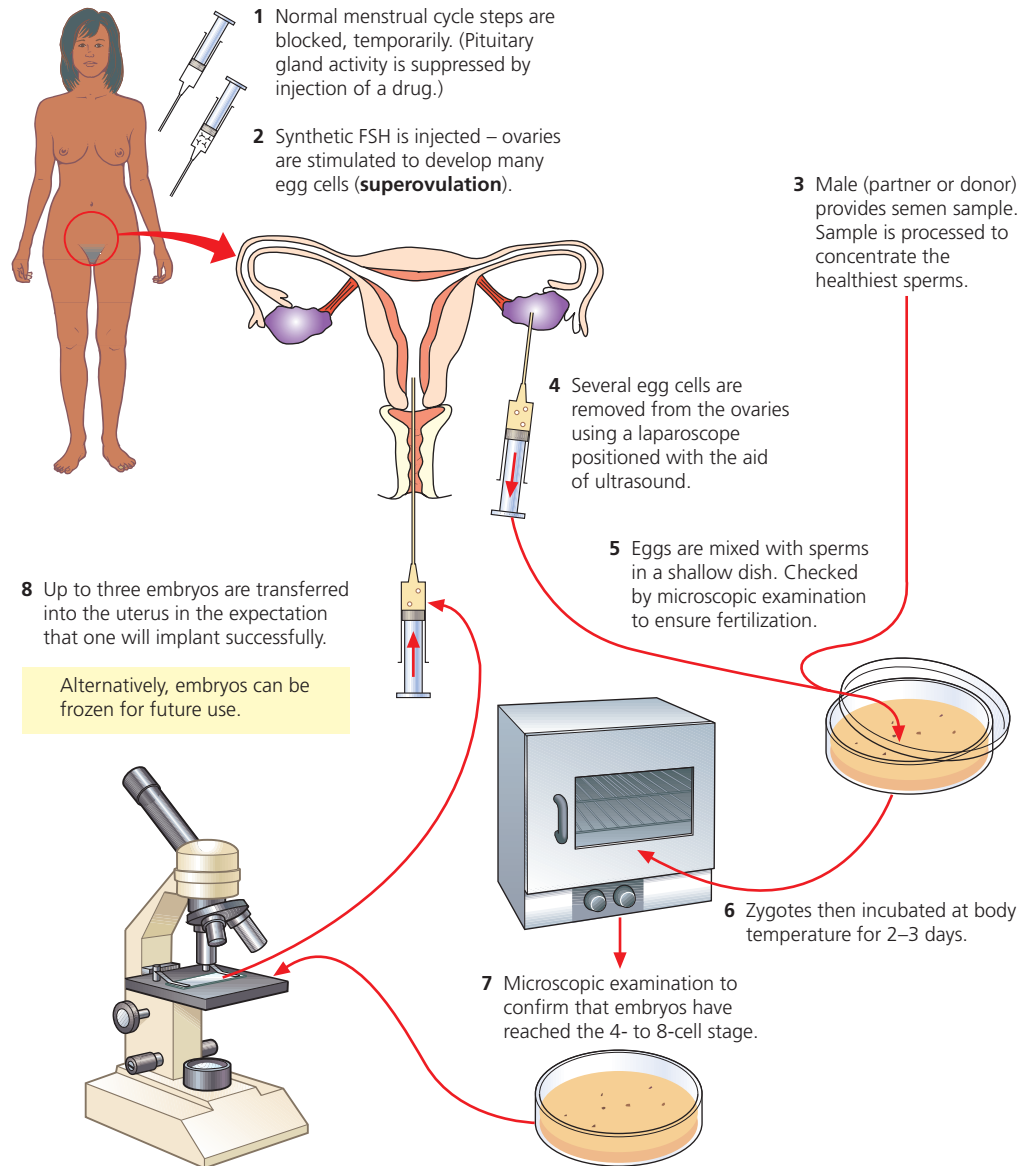 1 Normal menstrual cycle steps are
blocked, temporarily. (Pituitary
gland activity is suppressed by
injection of a drug.)
2 Synthetic FSH is injected – ovaries
are stimulated to develop many
egg cells (superovulation).
3 Male (partner or donor)
provides semen sample.
Sample is processed to
concentrate the
healthiest sperms.
4 Several egg cells are
removed from the ovaries
using a laparoscope
positioned with the aid
of ultrasound.
5 Eggs are mixed with sperms
in a shallow dish. Checked
by microscopic examination
to ensure fertilization.
6 Zygotes then incubated at body
temperature for 2–3 days.
7 Microscopic examination to
confirm that embryos have
reached the 4- to 8-cell stage.
8 Up to three embryos are transferred
into the uterus in the expectation
that one will implant successfully.
Alternatively, embryos can be
frozen for future use.